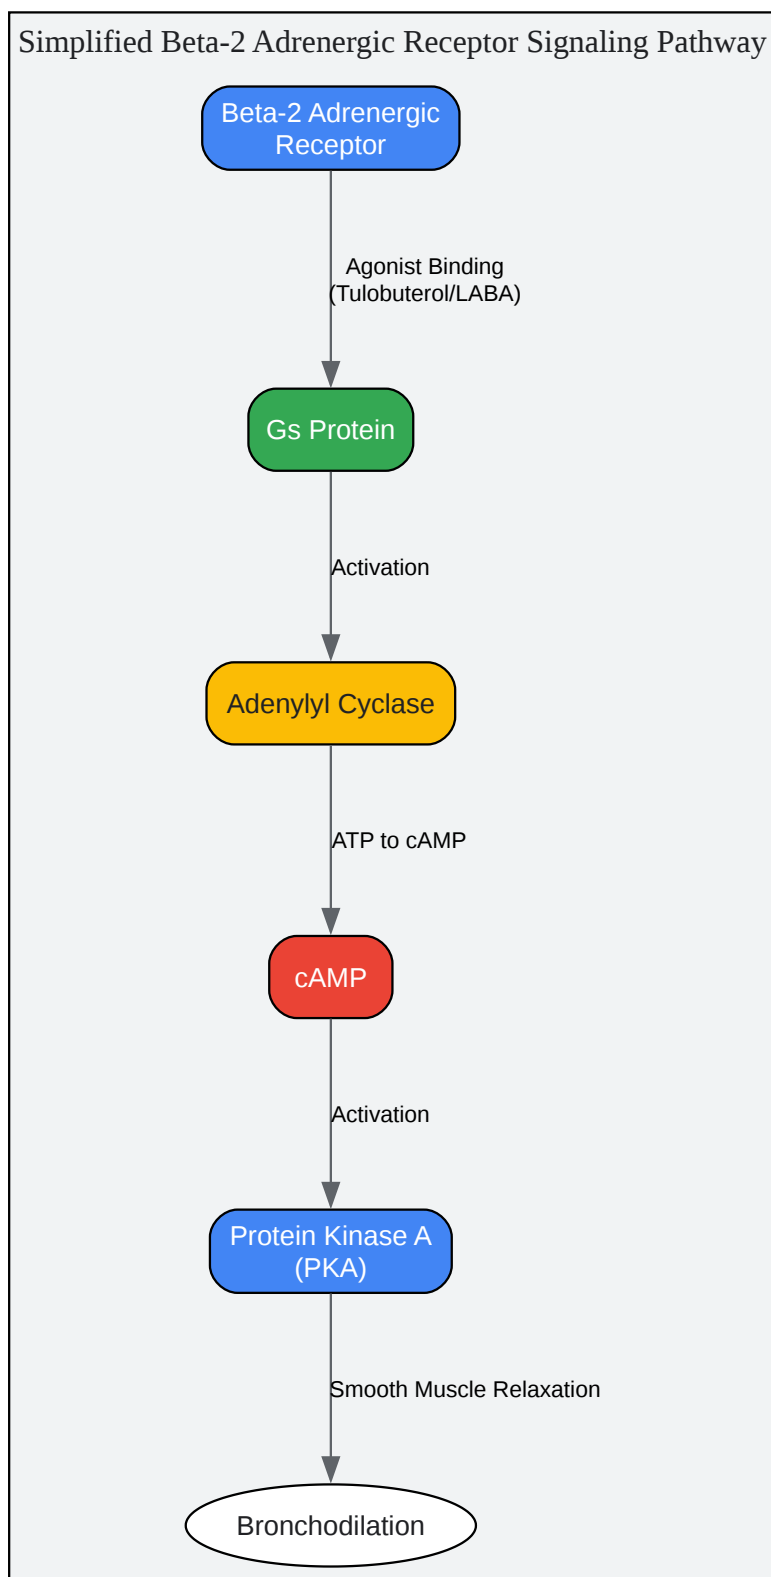 Simplified Beta-2 Adrenergic Receptor Signaling Pathway
Beta-2 Adrenergic
Receptor
Agonist Binding
(Tulobuterol/LABA)
Gs Protein
Activation
Adenylyl Cyclase
ATP to cAMP
cAMP
Activation
Protein Kinase A
(PKA)
Smooth Muscle Relaxation
Bronchodilation